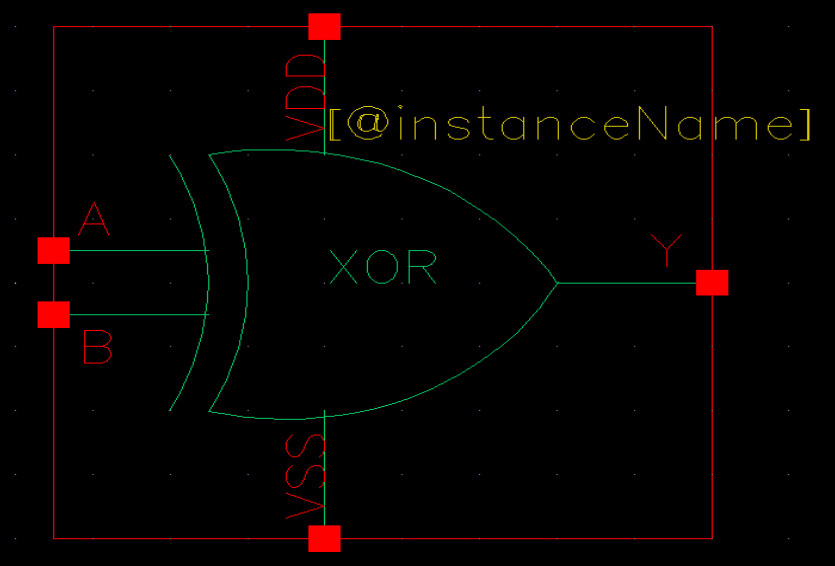 VDD
[@instanceName]
A
XOR
Y
B
VSS